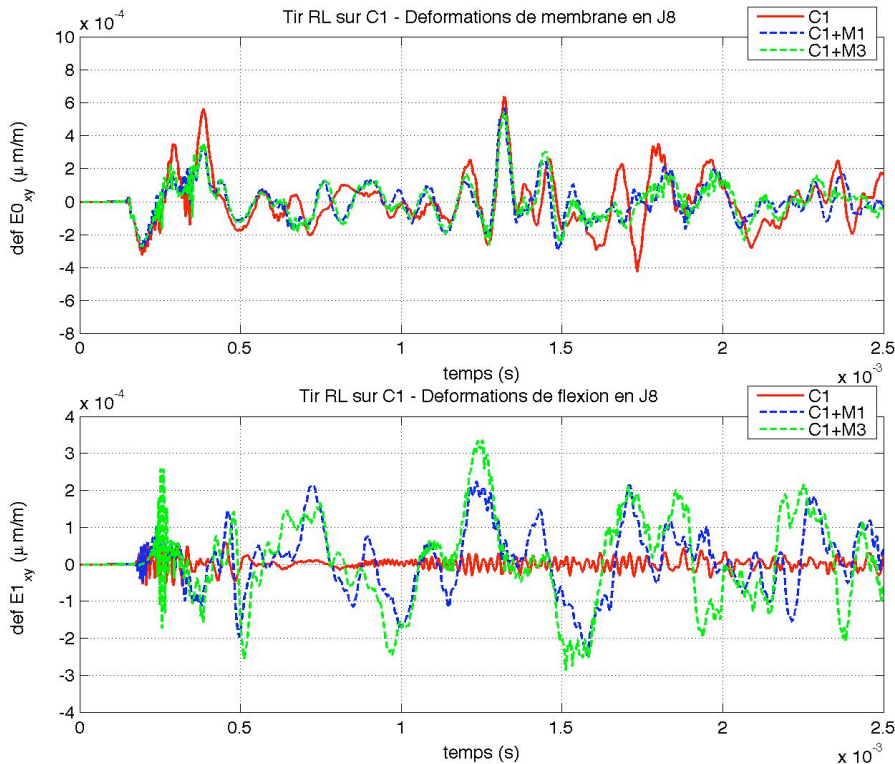 x 10^-4
Tir RL sur C1 - Deformations de membrane en J8
C1
C1+M1
C1+M3
10
8
6
4
2
0
-2
-4
-6
-8
def E0_xy (μ m/m)
0 0.5 1 1.5 2 2.5
temps (s)
x 10^-3
x 10^-4
Tir RL sur C1 - Deformations de flexion en J8
C1
C1+M1
C1+M3
4
3
2
1
0
-1
-2
-3
-4
def E1_xy (μ m/m)
0 0.5 1 1.5 2 2.5
temps (s)
x 10^-3